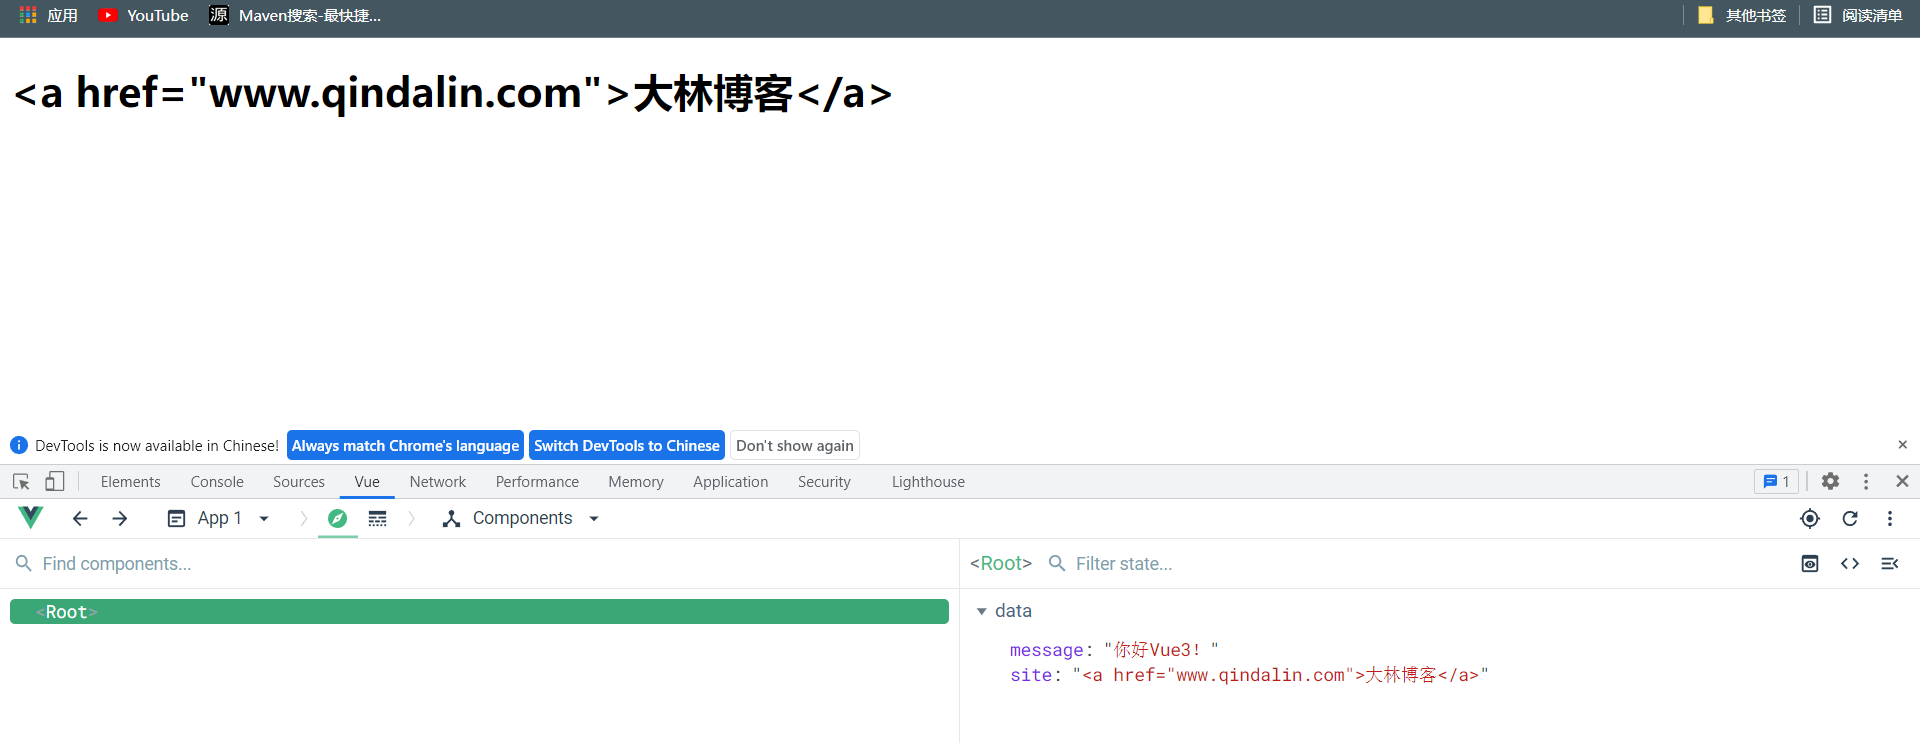 应用 YouTube 源 Maven搜索-最快捷... 其他书签 阅读清单
<a href="www.qindalin.com">大林博客</a>
DevTools is now available in Chinese! Always match Chrome's language Switch DevTools to Chinese Don't show again
Elements Console Sources Vue Network Performance Memory Application Security Lighthouse 1
App 1 Components
Find components... <Root> Filter state...
<Root>
data
message: "你好Vue3! "
site: "<a href="www.qindalin.com">大林博客</a>"